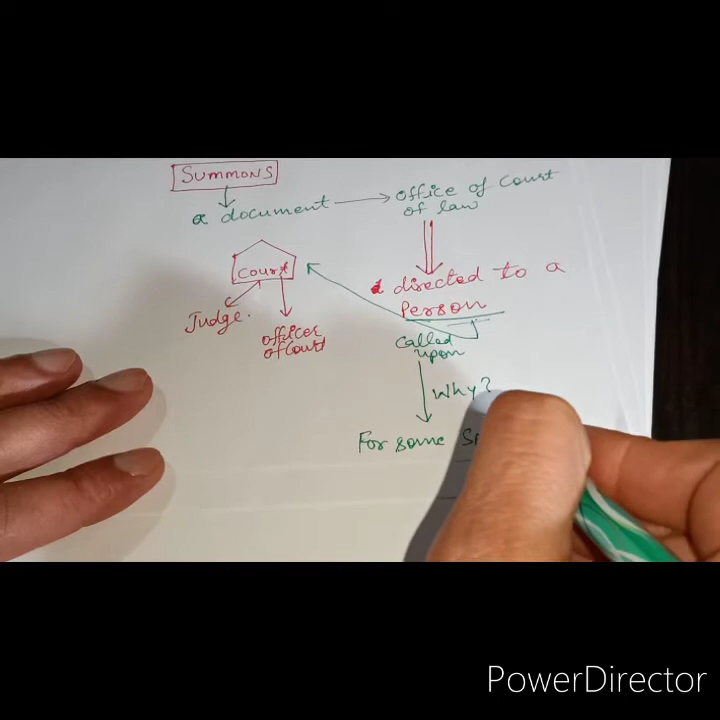 SUMMONS
a document
office of court
of law
court
directed to a
Person
Judge.
officer
of court
called
upon
Why?
For some
PowerDirector